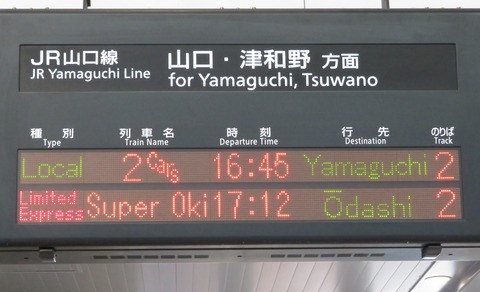 JR山口線 山口・津和野 方面
JR Yamaguchi Line for Yamaguchi, Tsuwano
種別 列車名 時刻 行先 のりば
Type Train Name Departure Time Destination Track
Local 2 Cars 16:45 Yamaguchi 2
Limited Express Super Oki 17:12 Ōdashi 2